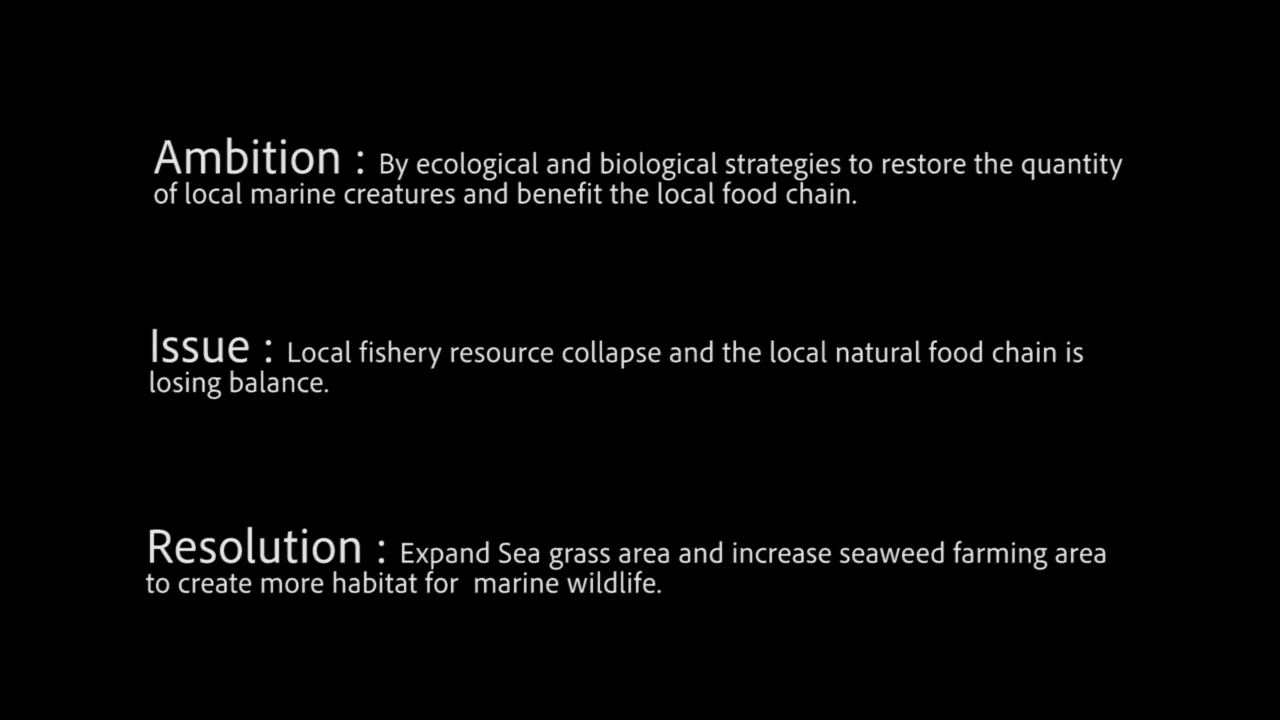 Ambition : By ecological and biological strategies to restore the quantity
of local marine creatures and benefit the local food chain.
Issue : Local fishery resource collapse and the local natural food chain is
losing balance.
Resolution : Expand Sea grass area and increase seaweed farming area
to create more habitat for  marine wildlife.